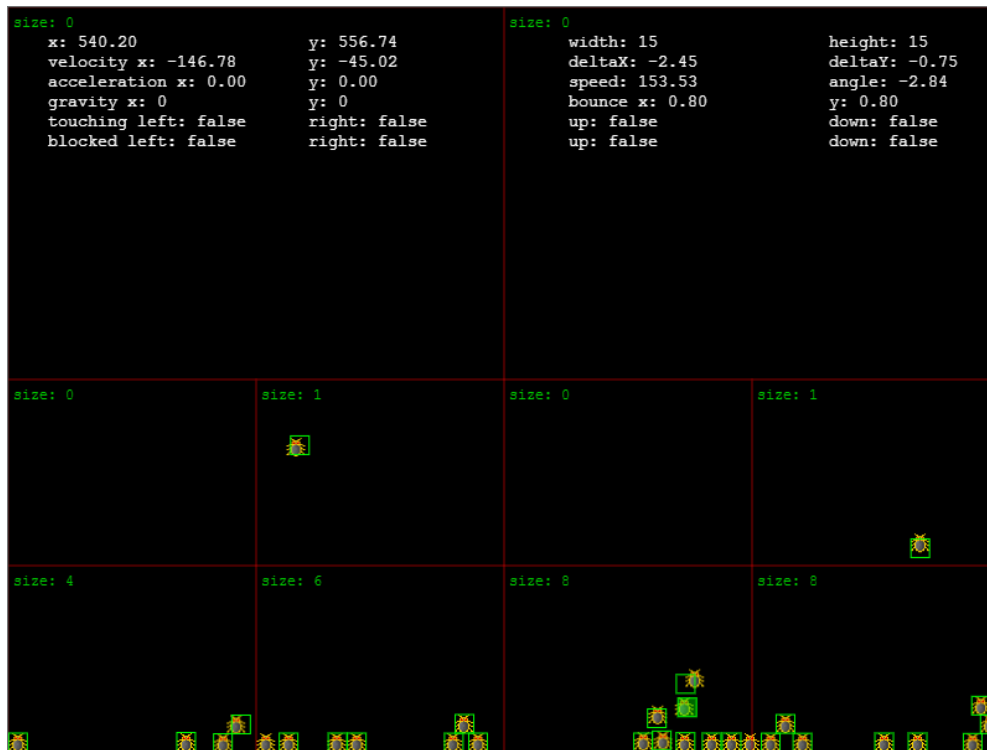 size: 0 size: 0
x: 540.20 y: 556.74 width: 15 height: 15
velocity x: -146.78 y: -45.02 deltaX: -2.45 deltaY: -0.75
acceleration x: 0.00 y: 0.00 speed: 153.53 angle: -2.84
gravity x: 0 y: 0 bounce x: 0.80 y: 0.80
touching left: false right: false up: false down: false
blocked left: false right: false up: false down: false
size: 0 size: 1 size: 0 size: 1
size: 4 size: 6 size: 8 size: 8